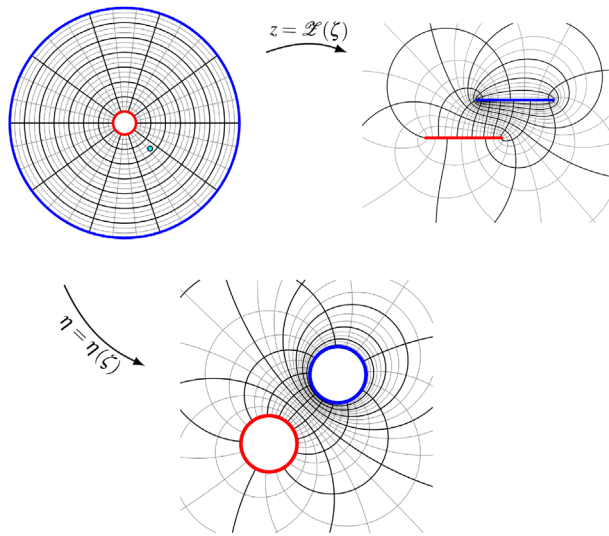 z = 𝒵(ζ)
η = η(ζ)